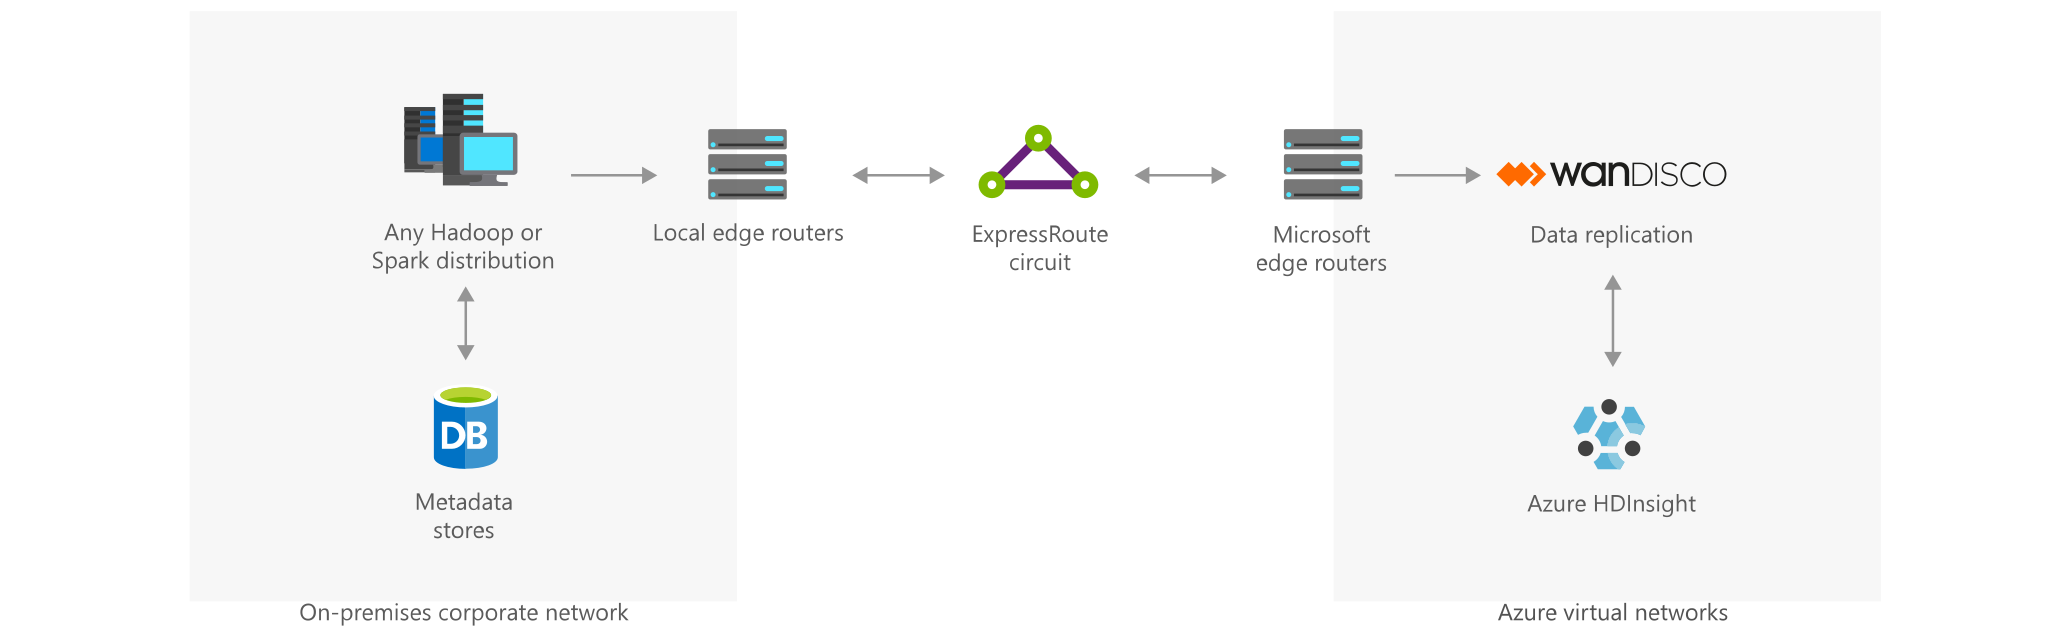 Any Hadoop or
Spark distribution
Local edge routers
ExpressRoute
circuit
Microsoft
edge routers
wanDISCO
Data replication
DB
Metadata
stores
Azure HDInsight
On-premises corporate network
Azure virtual networks